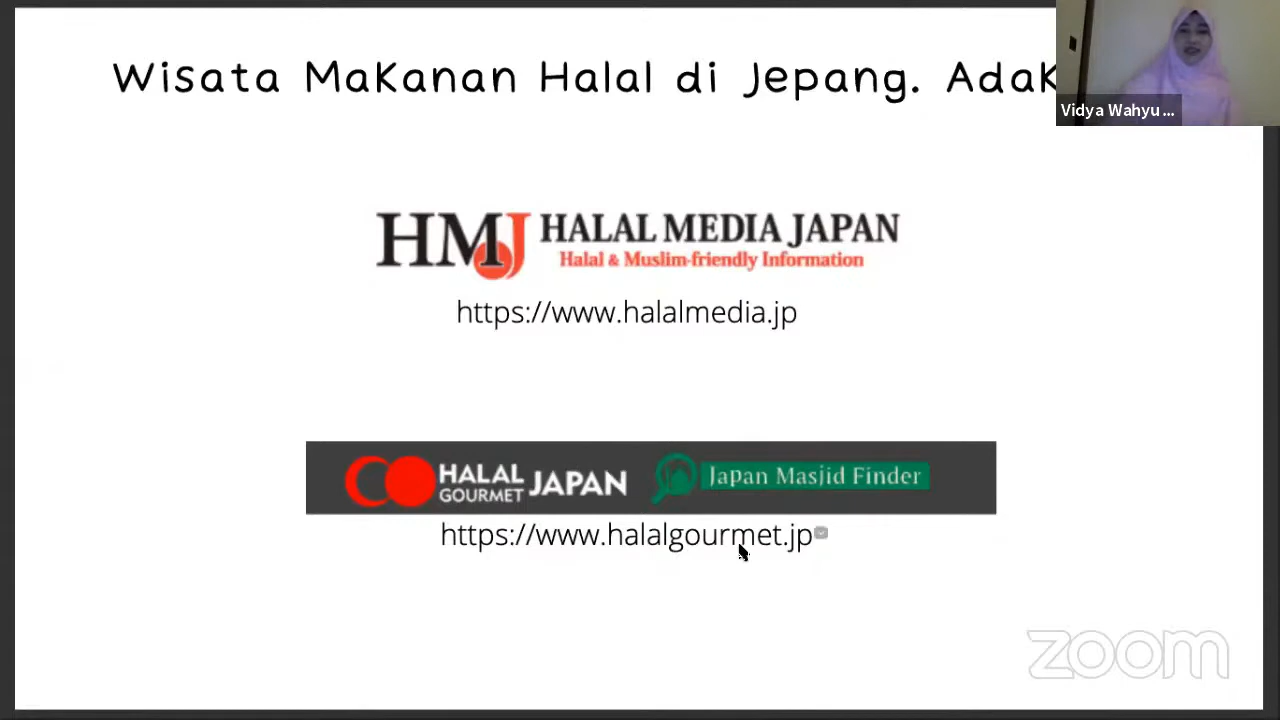 Wisata Makanan Halal di Jepang. Adak
Vidya Wahyu ...
HMJ HALAL MEDIA JAPAN
Halal & Muslim-friendly Information
https://www.halalmedia.jp
HALAL GOURMET JAPAN
Japan Masjid Finder
https://www.halalgourmet.jp
zoom